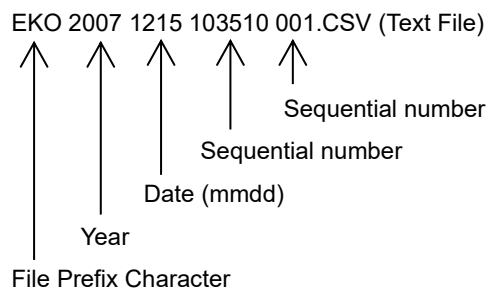 EKO 2007 1215 103510 001.CSV (Text File)
Sequential number
Sequential number
Date (mmdd)
Year
File Prefix Character